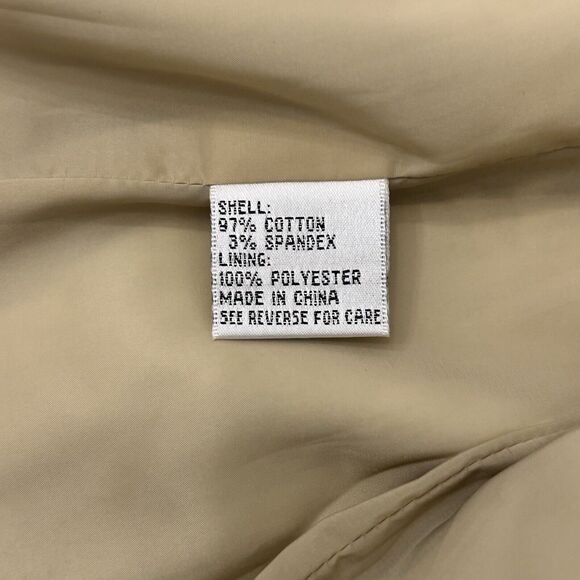 SHELL:
97% COTTON
3% SPANDEX
LINING:
100% POLYESTER
MADE IN CHINA
SEE REVERSE FOR CARE